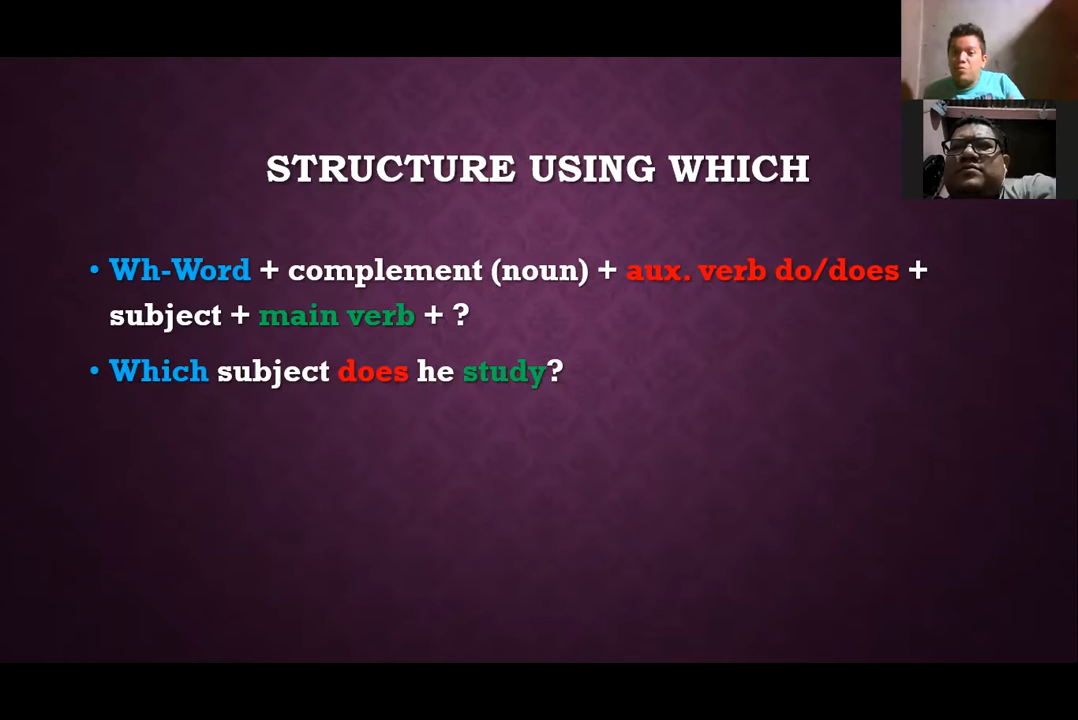 STRUCTURE USING WHICH
• Wh-Word + complement (noun) + aux. verb do/does +
subject + main verb + ?
• Which subject does he study?